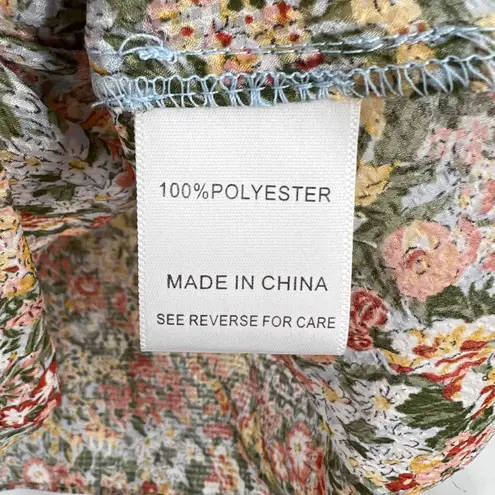 100%POLYESTER
MADE IN CHINA
SEE REVERSE FOR CARE